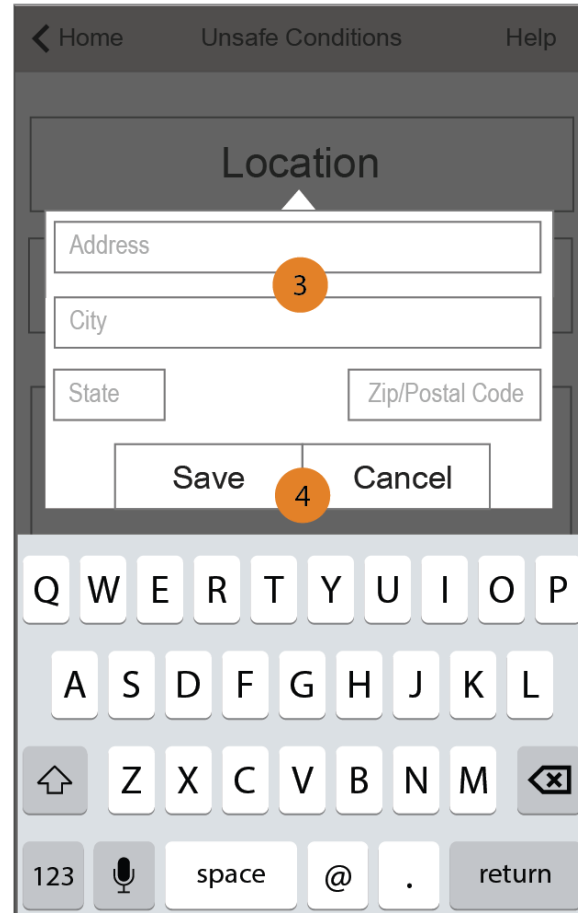 Home Unsafe Conditions Help
Location
Address
3
City
State Zip/Postal Code
Save Cancel
4
Q W E R T Y U I O P
A S D F G H J K L
Z X C V B N M
123 space @ . return